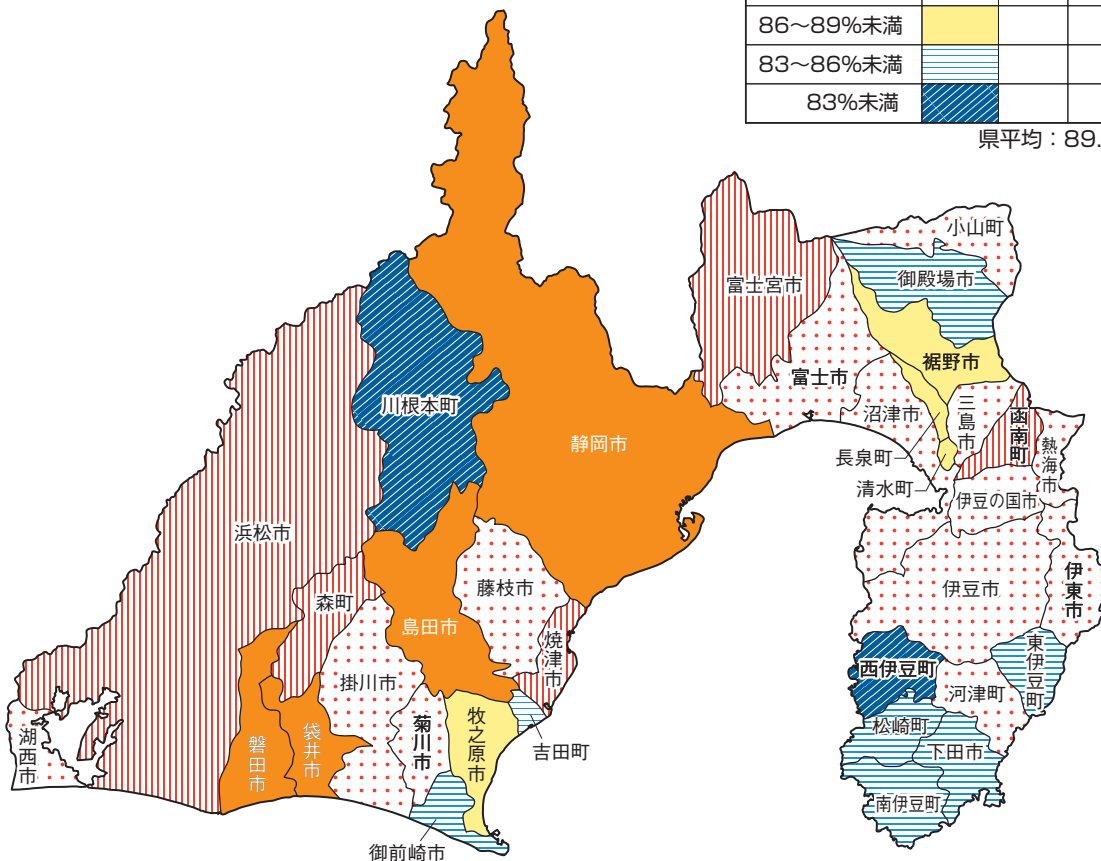 86〜89%未満
83〜86%未満
83%未満
県平均：89.
小山町
御殿場市
富士宮市
裾野市
富士市
沼津市
三島市
函南町
熱海市
長泉町
清水町
伊豆の国市
川根本町
静岡市
浜松市
藤枝市
伊豆市
伊東市
森町
島田市
焼津市
東伊豆町
西伊豆町
掛川市
河津町
松崎町
湖西市
磐田市
袋井市
菊川市
牧之原市
吉田町
下田市
南伊豆町
御前崎市